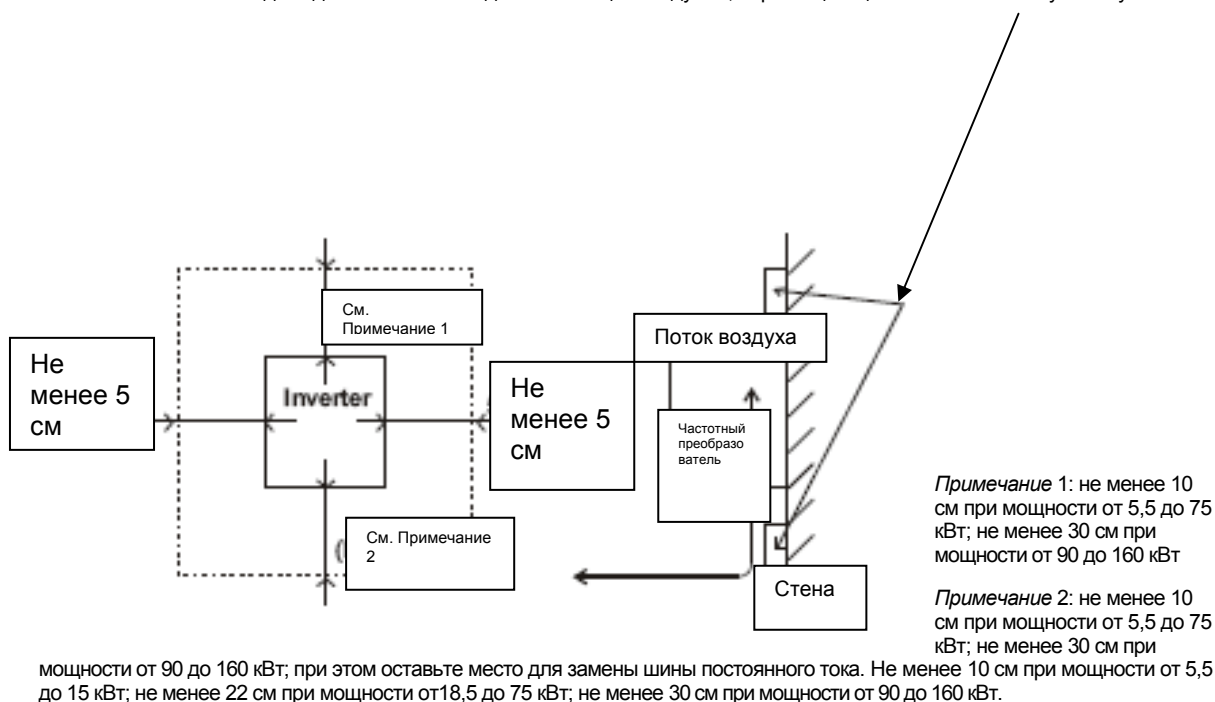 См.
Примечание 1
Поток воздуха
Не
менее 5
см
Inverter
Не
менее 5
см
Частотный
преобразо
ватель
См. Примечание
2
Стена
Примечание 1: не менее 10
см при мощности от 5,5 до 75
кВт; не менее 30 см при
мощности от 90 до 160 кВт
Примечание 2: не менее 10
см при мощности от 5,5 до 75
кВт; не менее 30 см при
мощности от 90 до 160 кВт; при этом оставьте место для замены шины постоянного тока. Не менее 10 см при мощности от 5,5
до 15 кВт; не менее 22 см при мощности от18,5 до 75 кВт; не менее 30 см при мощности от 90 до 160 кВт.